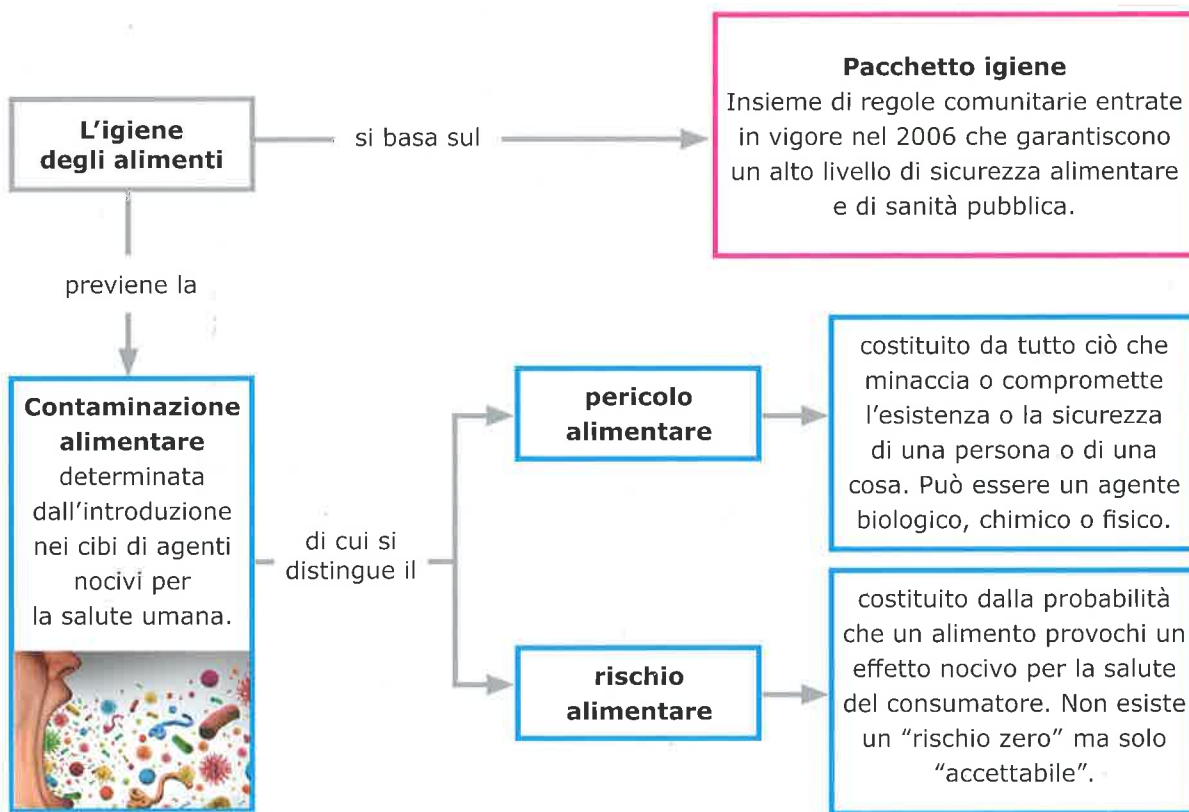 L'igiene
degli alimenti
si basa sul
Pacchetto igiene
Insieme di regole comunitarie entrate
in vigore nel 2006 che garantiscono
un alto livello di sicurezza alimentare
e di sanità pubblica.
previene la
Contaminazione
alimentare
determinata
dall'introduzione
nei cibi di agenti
nocivi per
la salute umana.
di cui si
distingue il
pericolo
alimentare
costituito da tutto ciò che
minaccia o compromette
l'esistenza o la sicurezza
di una persona o di una
cosa. Può essere un agente
biologico, chimico o fisico.
rischio
alimentare
costituito dalla probabilità
che un alimento provochi un
effetto nocivo per la salute
del consumatore. Non esiste
un "rischio zero" ma solo
"accettabile".